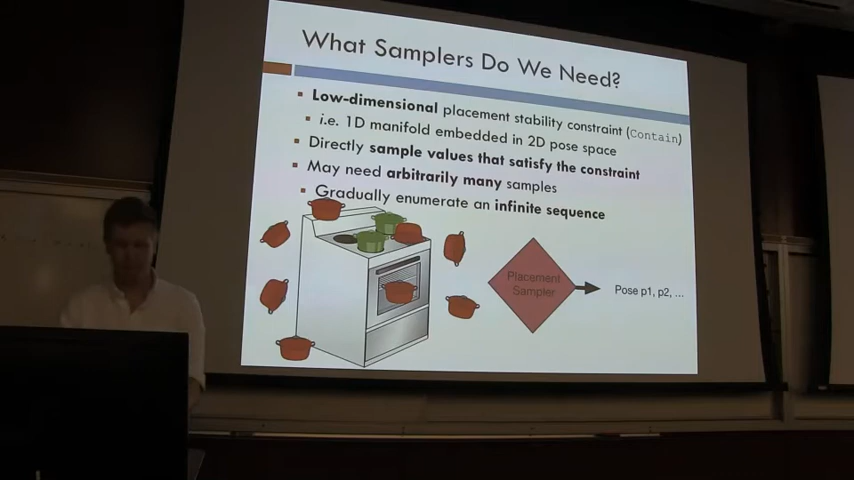 What Samplers Do We Need?
Low-dimensional placement stability constraint (Contain)
i.e. 1D manifold embedded in 2D pose space
Directly sample values that satisfy the constraint
May need arbitrarily many samples
Gradually enumerate an infinite sequence
Placement
Sampler
Pose p1, p2, ...